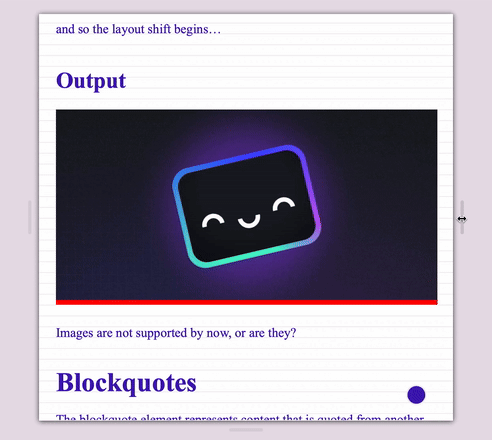 and so the layout shift begins…
Output
Images are not supported by now, or are they?
Blockquotes
The blockquote element represents content that is quoted from another